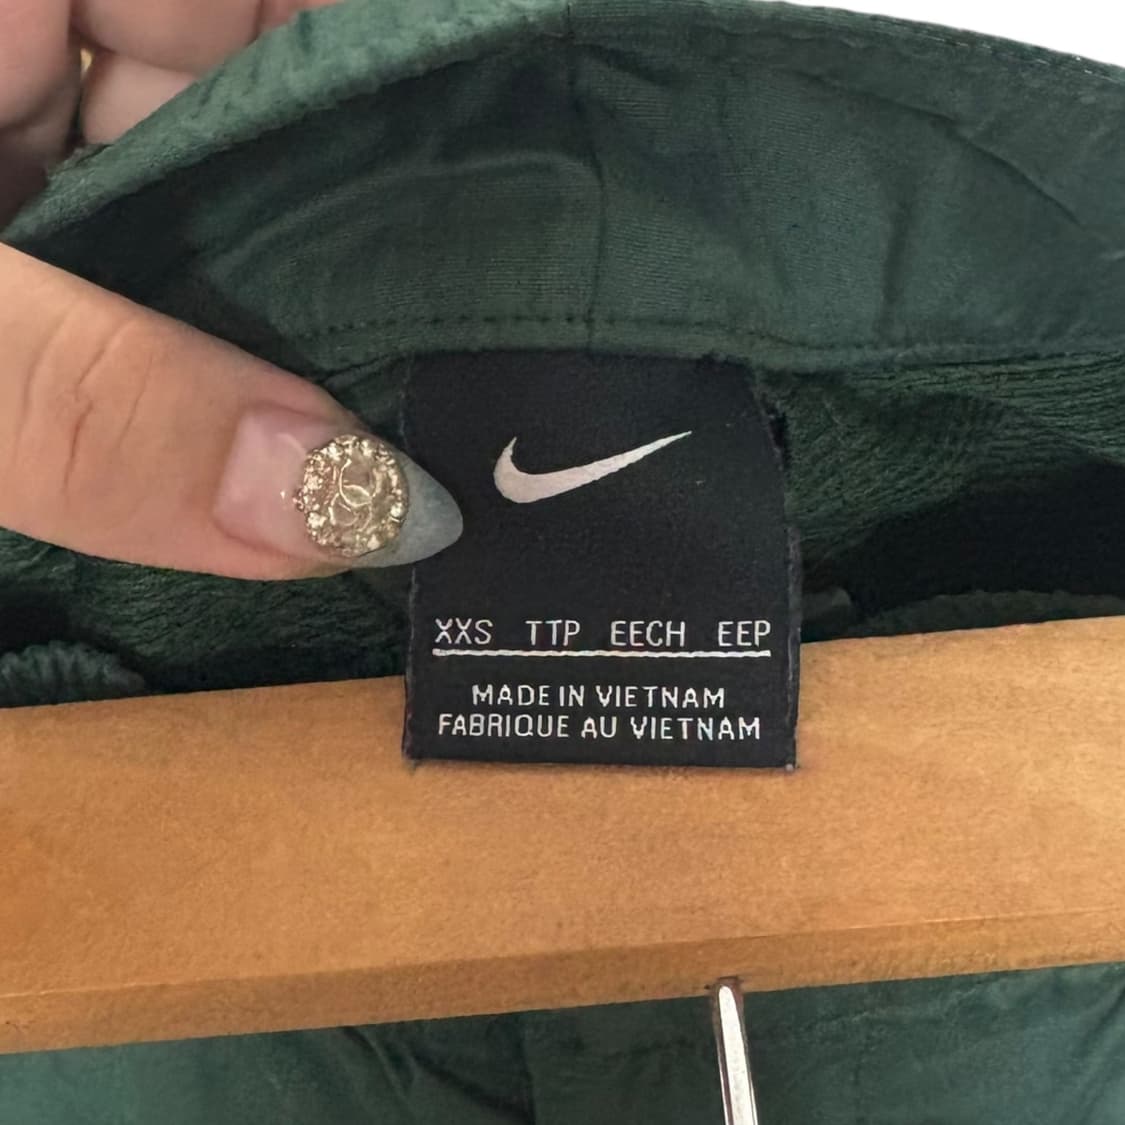 XXS TTP EECH EEP
MADE IN VIETNAM
FABRIQUE AU VIETNAM